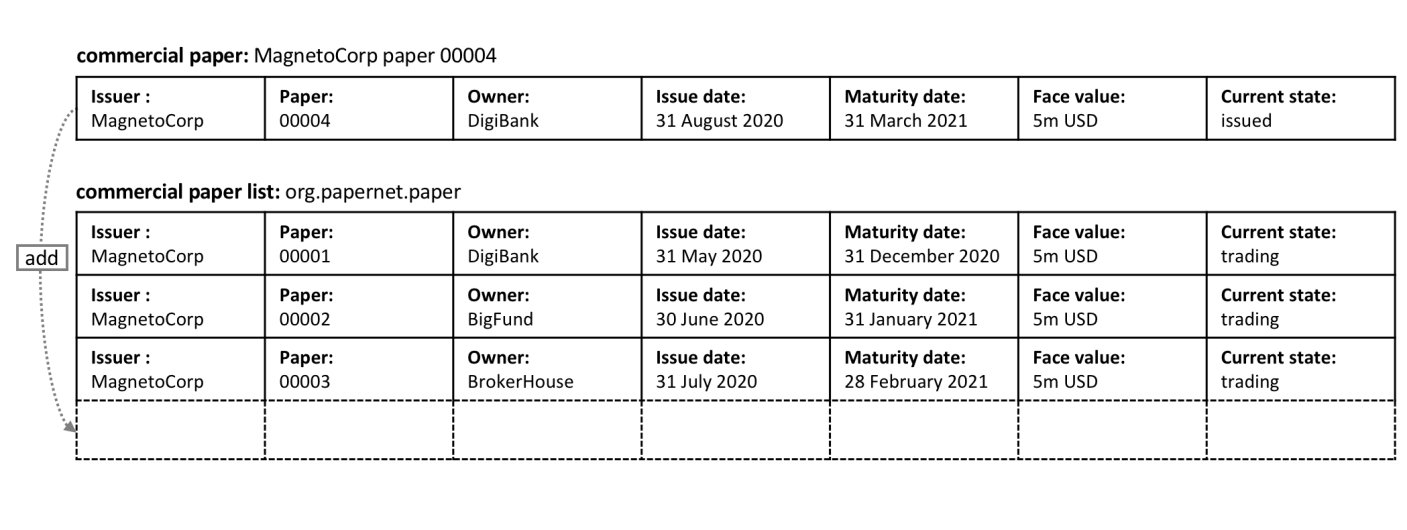 commercial paper: MagnetoCorp paper 00004
Issuer : Paper: Owner: Issue date: Maturity date: Face value: Current state:
MagnetoCorp 00004 DigiBank 31 August 2020 31 March 2021 5m USD issued
commercial paper list: org.papernet.paper
Issuer : Paper: Owner: Issue date: Maturity date: Face value: Current state:
add MagnetoCorp 00001 DigiBank 31 May 2020 31 December 2020 5m USD trading
Issuer : Paper: Owner: Issue date: Maturity date: Face value: Current state:
MagnetoCorp 00002 BigFund 30 June 2020 31 January 2021 5m USD trading
Issuer : Paper: Owner: Issue date: Maturity date: Face value: Current state:
MagnetoCorp 00003 BrokerHouse 31 July 2020 28 February 2021 5m USD trading